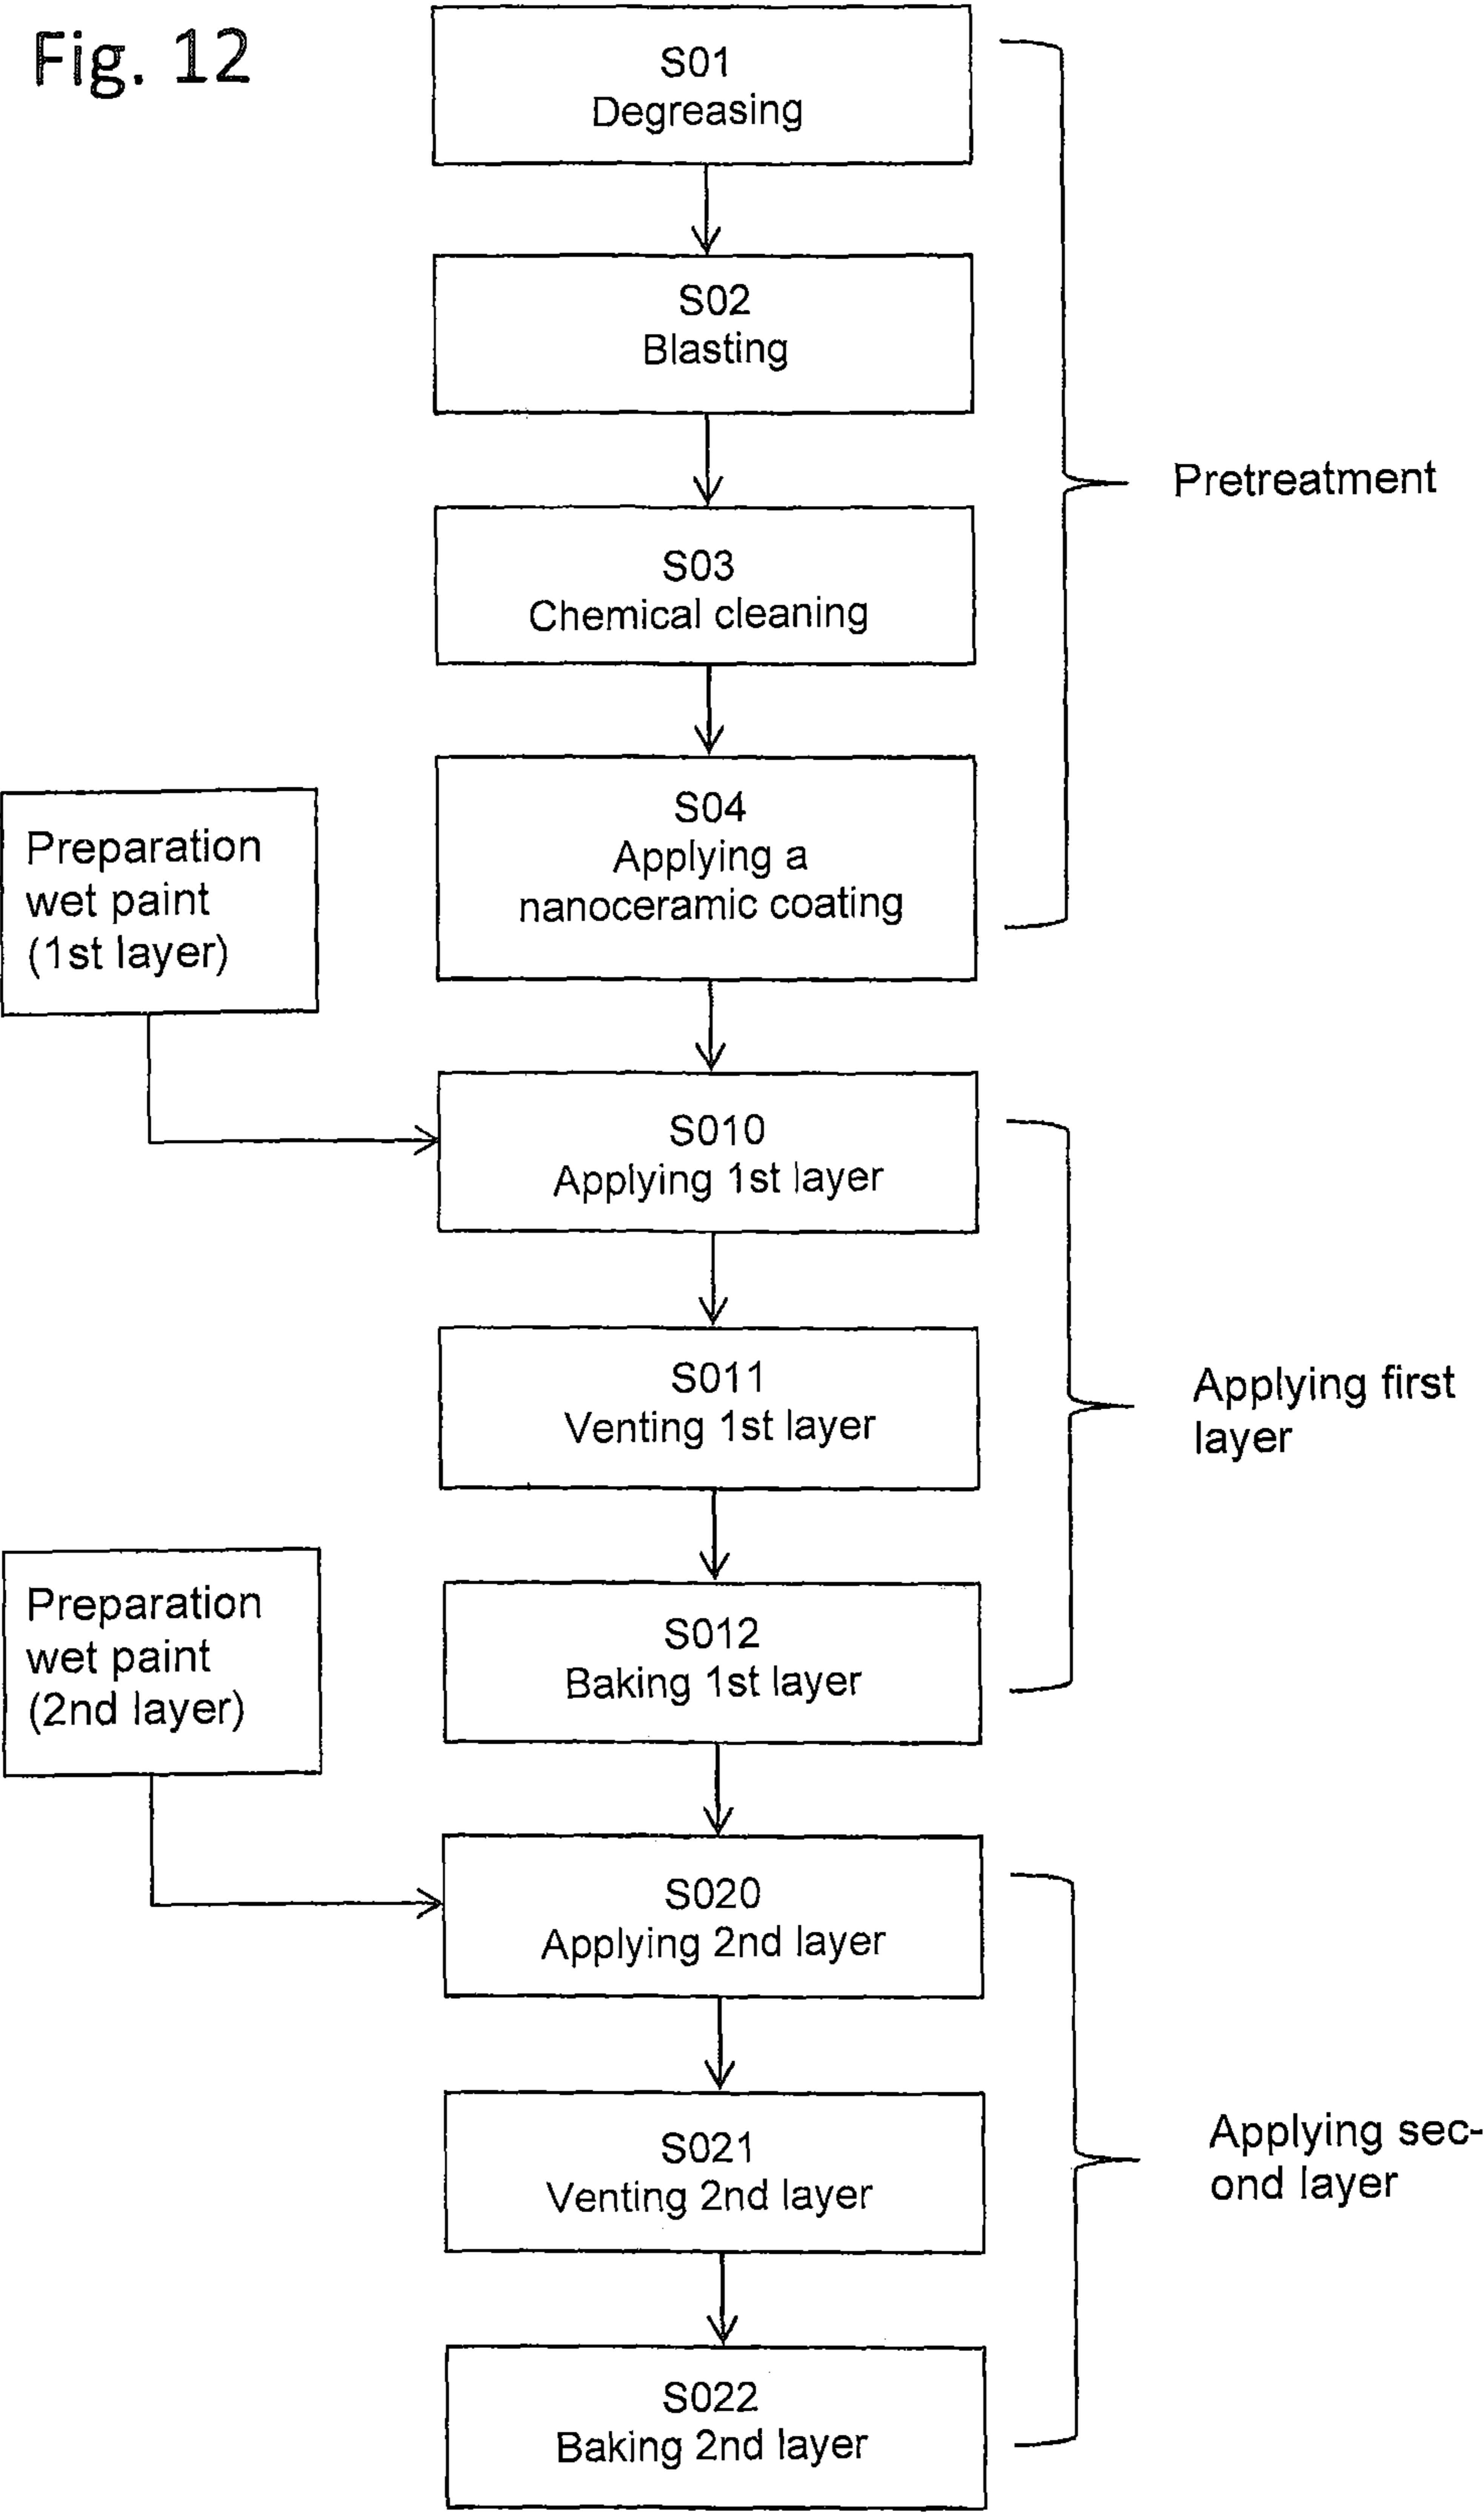 Fig. 12
S01
Degreasing
S02
Blasting
Pretreatment
S03
Chemical cleaning
S04
Applying a
nanoceramic coating
Preparation
wet paint
(1st layer)
S010
Applying 1st layer
S011
Venting 1st layer
Applying first
layer
S012
Baking 1st layer
Preparation
wet paint
(2nd layer)
S020
Applying 2nd layer
S021
Venting 2nd layer
Applying sec-
ond layer
S022
Baking 2nd layer